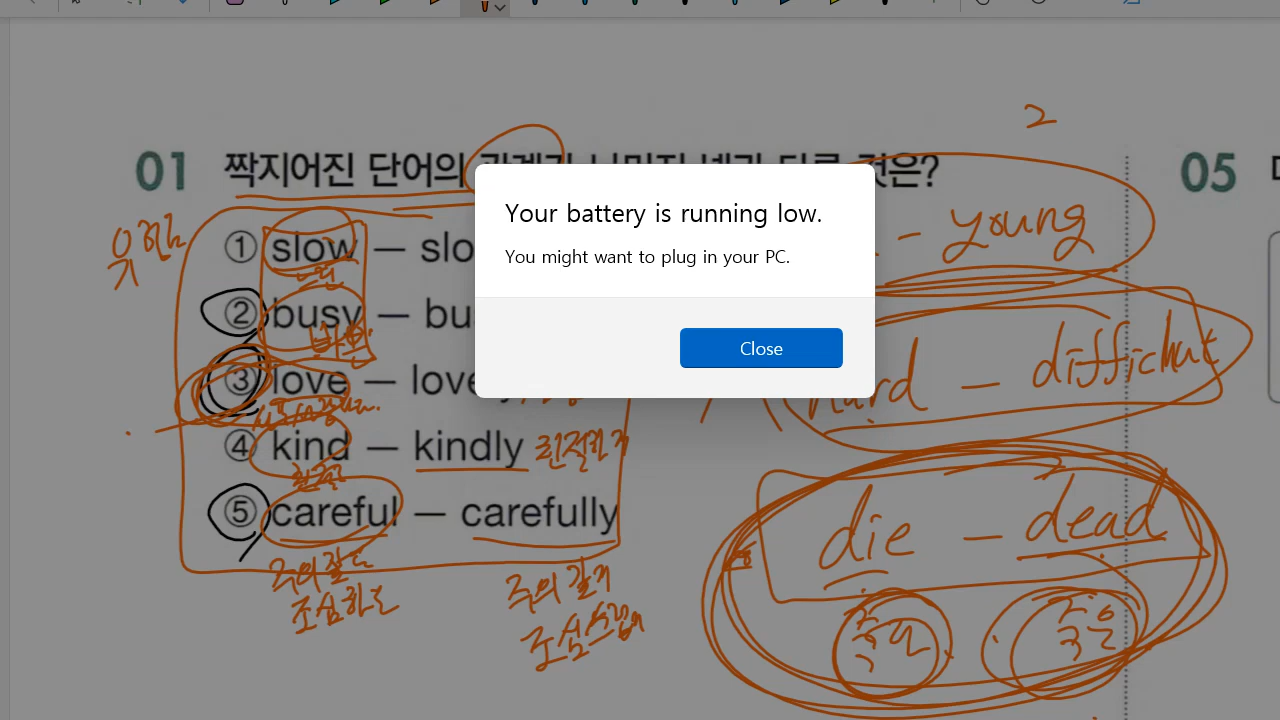 2
01 짝지어진 단어의 것은?
05
① slow — slo
- young
② busy — bu
③ love — love
hard - diffichut
④ kind — kindly 친절하게
⑤ careful — carefully
die - dead
주의깊은
조심하는
주의깊게
조심스럽게
죽다
죽은
Your battery is running low.
You might want to plug in your PC.
Close